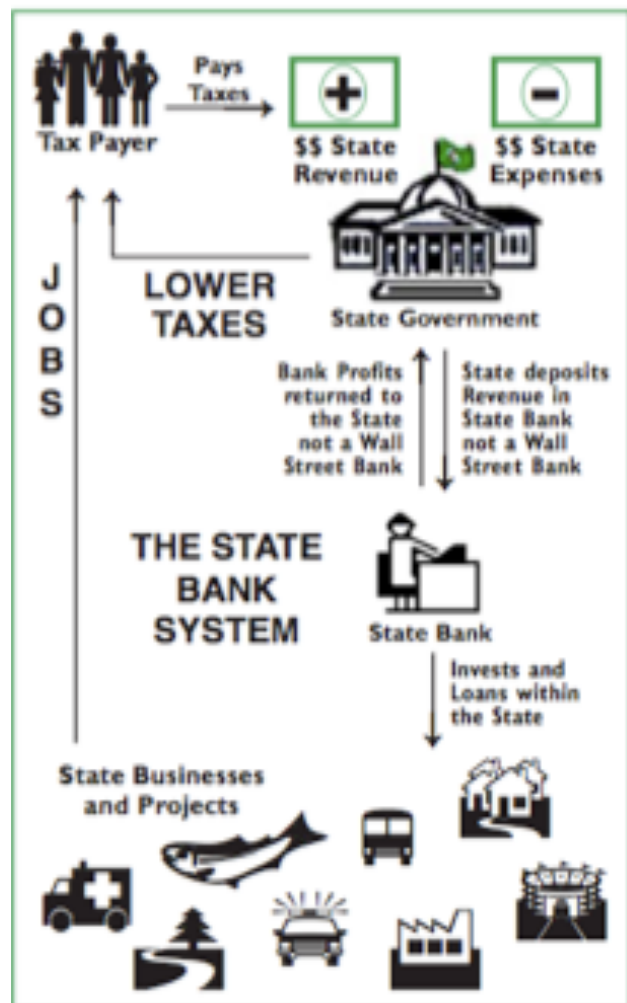 Pays
Taxes
Tax Payer
$$ State
Revenue
$$ State
Expenses
JOBS
LOWER
TAXES
State Government
Bank Profits
returned to
the State
not a Wall
Street Bank
State deposits
Revenue in
State Bank
not a Wall
Street Bank
THE STATE
BANK
SYSTEM
State Bank
Invests and
Loans within
the State
State Businesses
and Projects